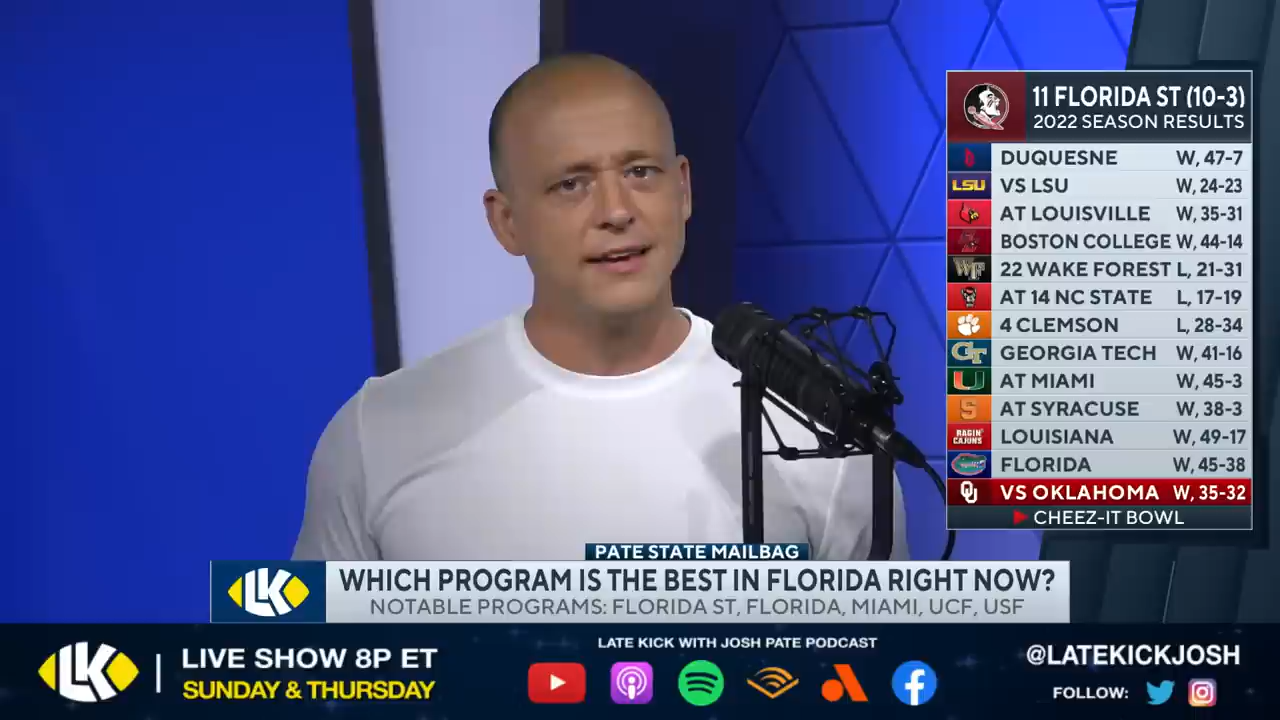 11 FLORIDA ST (10-3)
2022 SEASON RESULTS
DUQUESNE W, 47-7
LSU VS LSU W, 24-23
AT LOUISVILLE W, 35-31
BOSTON COLLEGE W, 44-14
WF 22 WAKE FOREST L, 21-31
AT 14 NC STATE L, 17-19
4 CLEMSON L, 28-34
GT GEORGIA TECH W, 41-16
U AT MIAMI W, 45-3
S AT SYRACUSE W, 38-3
RAGIN' CAJUNS LOUISIANA W, 49-17
FLORIDA W, 45-38
OU VS OKLAHOMA W, 35-32
CHEEZ-IT BOWL
PATE STATE MAILBAG
LK WHICH PROGRAM IS THE BEST IN FLORIDA RIGHT NOW?
NOTABLE PROGRAMS: FLORIDA ST, FLORIDA, MIAMI, UCF, USF
LK
LIVE SHOW 8P ET
SUNDAY & THURSDAY
LATE KICK WITH JOSH PATE PODCAST
@LATEKICKJOSH
FOLLOW: